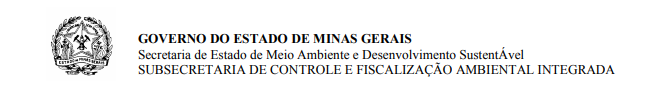 GOVERNO DO ESTADO DE MINAS GERAIS
Secretaria de Estado de Meio Ambiente e Desenvolvimento SustentÁvel
SUBSECRETARIA DE CONTROLE E FISCALIZAÇÃO AMBIENTAL INTEGRADA